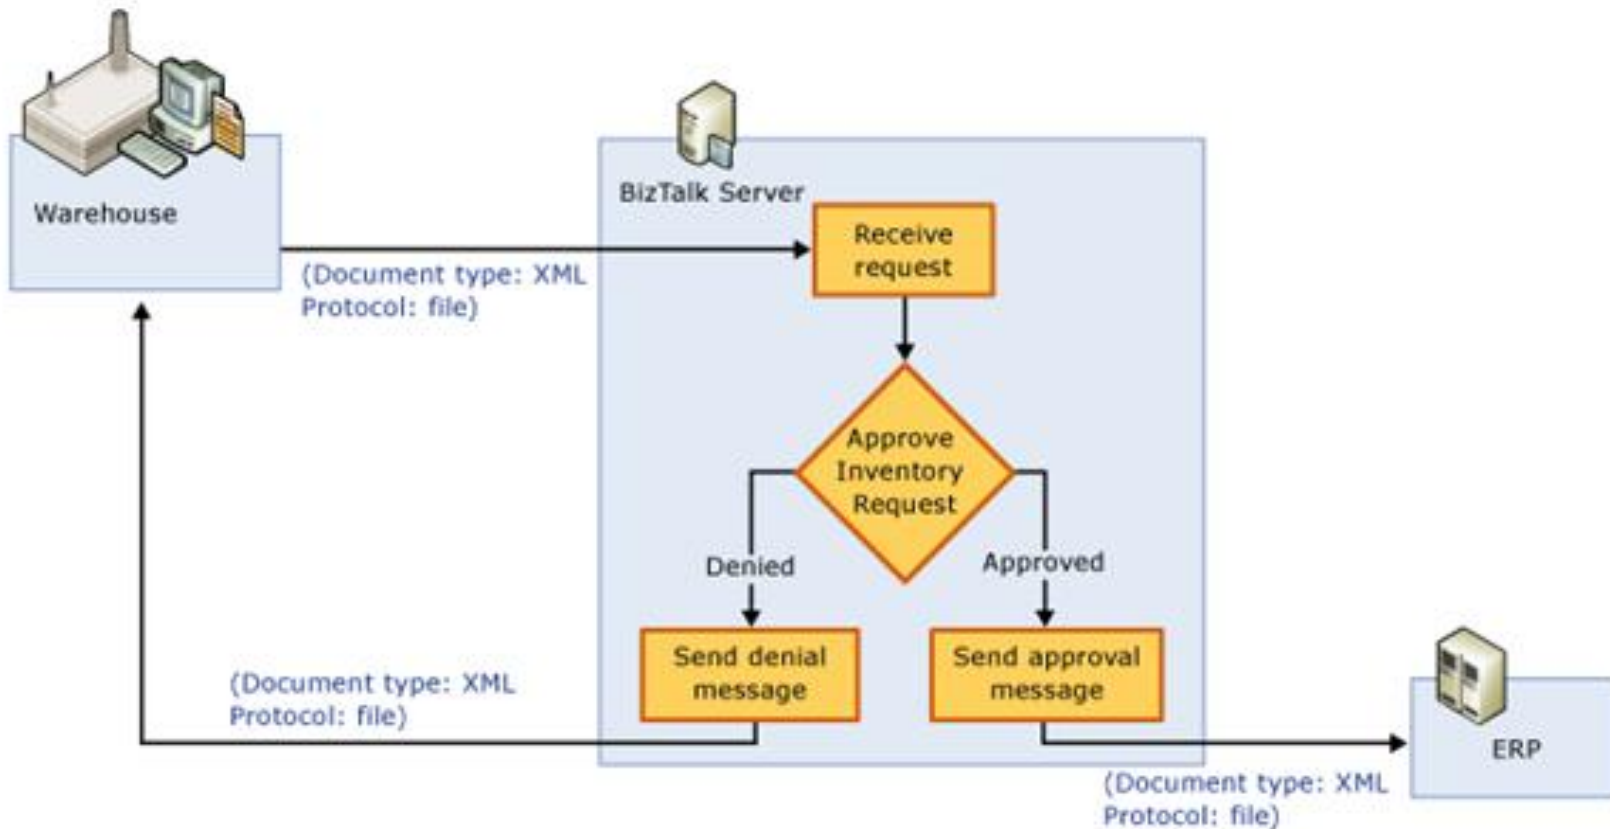 Warehouse
BizTalk Server
Receive
request
(Document type: XML
Protocol: file)
Approve
Inventory
Request
Denied
Approved
Send denial
message
Send approval
message
(Document type: XML
Protocol: file)
ERP
(Document type: XML
Protocol: file)